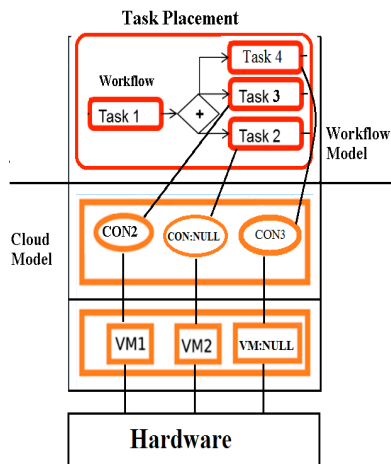 Task Placement
Workflow
Task 4
Task 3
Task 1
+
Task 2
Workflow
Model
Cloud
Model
CON2
CON:NULL
CON3
VM1
VM2
VM:NULL
Hardware